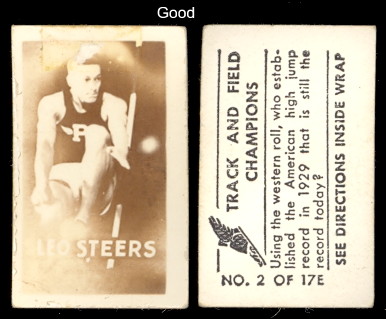 Good
P
LEO STEERS
TRACK AND FIELD
CHAMPIONS
Using the western roll, who estab-
lished the American high jump
record in 1929 that is still the
record today?
SEE DIRECTIONS INSIDE WRAP
NO. 2 OF 17E